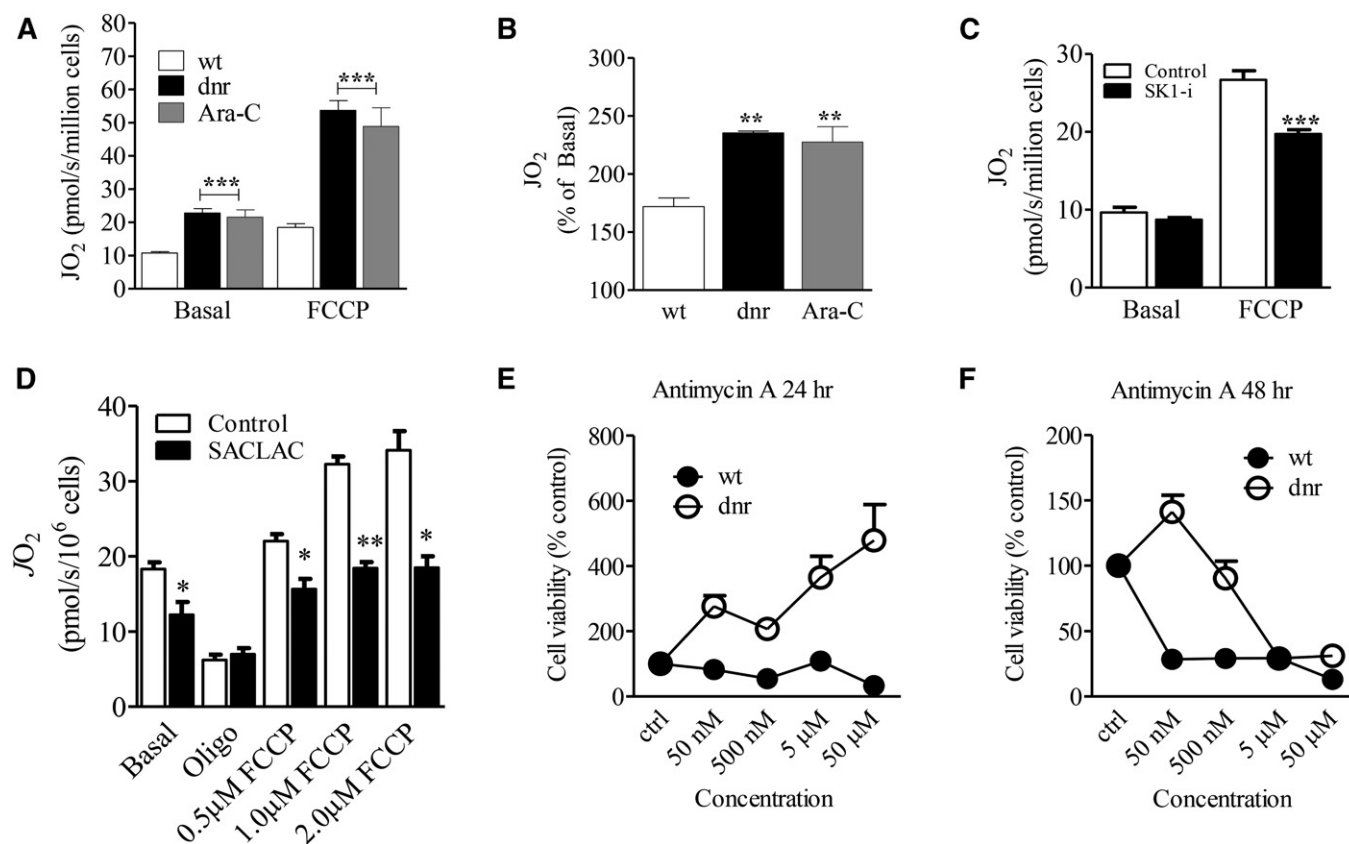 A
JO2 (pmol/s/million cells)
80
70
60
50
40
30
20
10
0
wt
dnr
Ara-C
***
***
Basal
FCCP
B
JO2
(% of Basal)
300
250
200
150
100
**
**
wt
dnr
Ara-C
C
JO2
(pmol/s/million cells)
30
20
10
0
Control
SK1-i
***
Basal
FCCP
D
JO2
(pmol/s/10^6 cells)
40
30
20
10
0
Control
SACLAC
*
*
**
*
Basal
Oligo
0.5µM FCCP
1.0µM FCCP
2.0µM FCCP
E
Antimycin A 24 hr
Cell viability (% control)
800
600
400
200
100
0
wt
dnr
ctrl
50 nM
500 nM
5 µM
50 µM
Concentration
F
Antimycin A 48 hr
Cell viability (% control)
200
150
100
50
0
wt
dnr
ctrl
50 nM
500 nM
5 µM
50 µM
Concentration